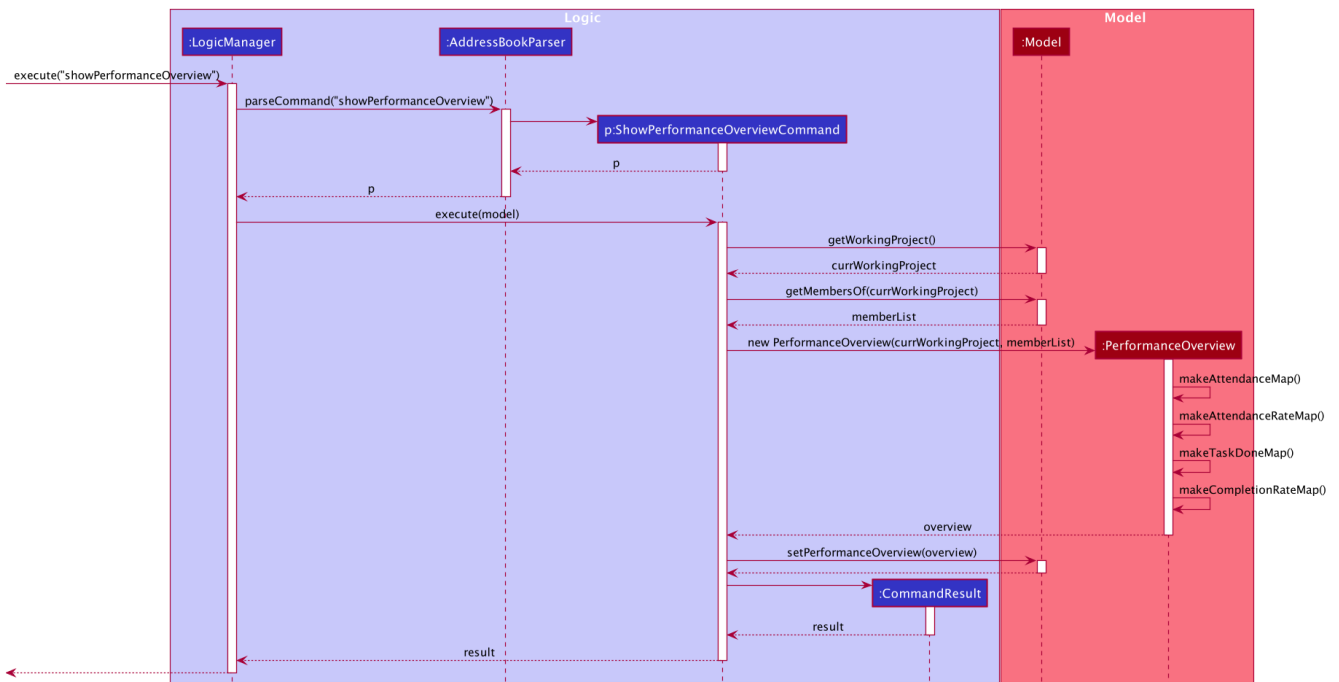 Logic
Model
:LogicManager
:AddressBookParser
:Model
execute("showPerformanceOverview")
parseCommand("showPerformanceOverview")
p:ShowPerformanceOverviewCommand
p
p
execute(model)
getWorkingProject()
currWorkingProject
getMembersOf(currWorkingProject)
memberList
new PerformanceOverview(currWorkingProject, memberList)
:PerformanceOverview
makeAttendanceMap()
makeAttendanceRateMap()
makeTaskDoneMap()
makeCompletionRateMap()
overview
setPerformanceOverview(overview)
:CommandResult
result
result